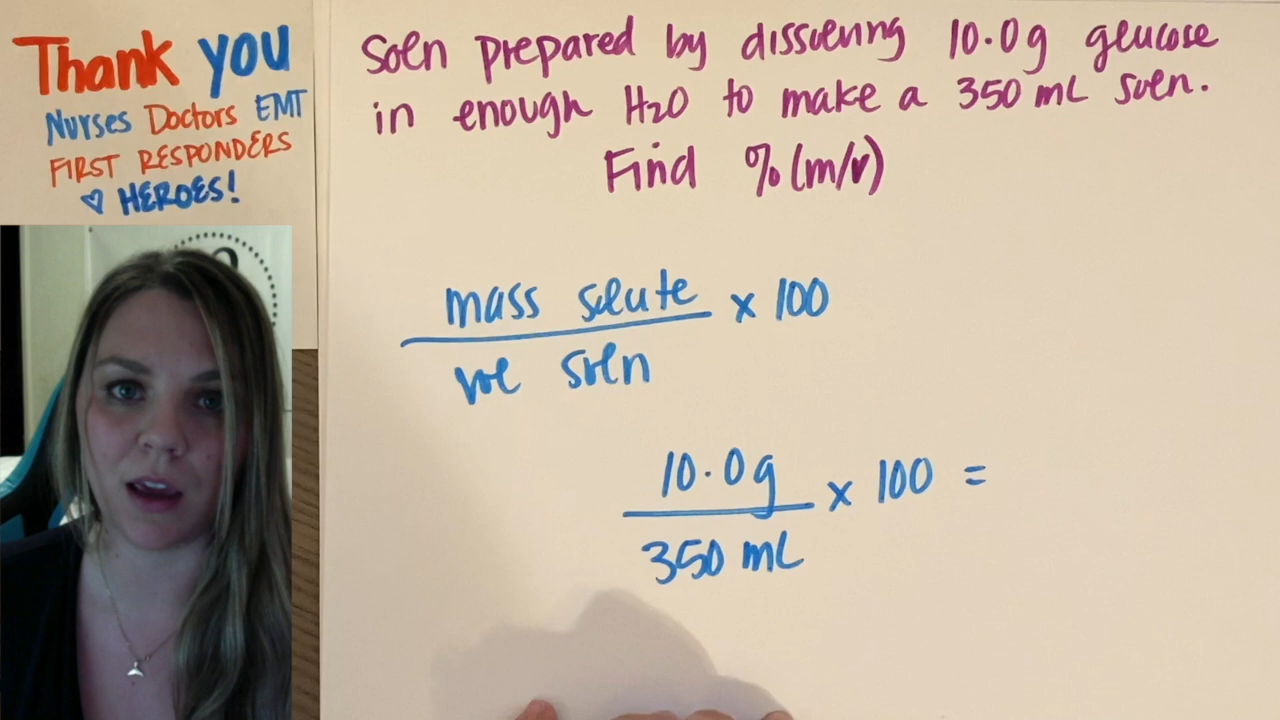 Thank you
Nurses Doctors EMT
FIRST RESPONDERS
♡ HEROES!
Soln prepared by dissolving 10.0g glucose
in enough H2O to make a 350 mL soln.
Find %(m/v)
mass solute
x 100
vol soln
10.0g
x 100 =
350 mL